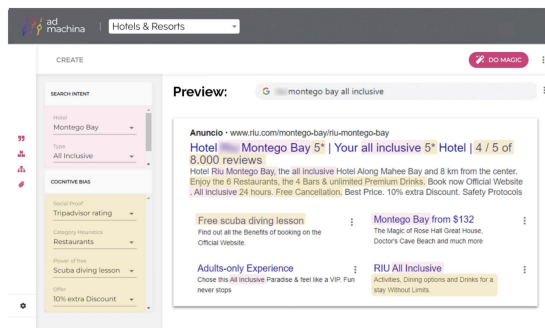 ad
machina
Hotels & Resorts
CREATE
DO MAGIC
SEARCH INTENT
Hotel
Montego Bay
Type
All Inclusive
COGNITIVE BIAS
Social Proof
Tripadvisor rating
Category Heuristics
Restaurants
Power of free
Scuba diving lesson
Offer
10% extra Discount
Preview:
G montego bay all inclusive
Anuncio · www.riu.com/montego-bay/riu-montego-bay
Hotel Montego Bay 5* | Your all inclusive 5* Hotel | 4 / 5 of
8.000 reviews
Hotel Riu Montego Bay, the all inclusive Hotel Along Mahee Bay and 8 km from the center.
Enjoy the 6 Restaurants, the 4 Bars & unlimited Premium Drinks. Book now Official Website
. All inclusive 24 hours. Free Cancellation. Best Price. 10% extra Discount. Safety Protocols
Free scuba diving lesson
Find out all the Benefits of booking on the
Official Website.
Montego Bay from $132
The Magic of Rose Hall Great House,
Doctor's Cave Beach and much more
Adults-only Experience
Chose this All Inclusive Paradise & feel like a VIP. Fun
never stops
RIU All Inclusive
Activities, Dining options and Drinks for a
stay Without Limits.